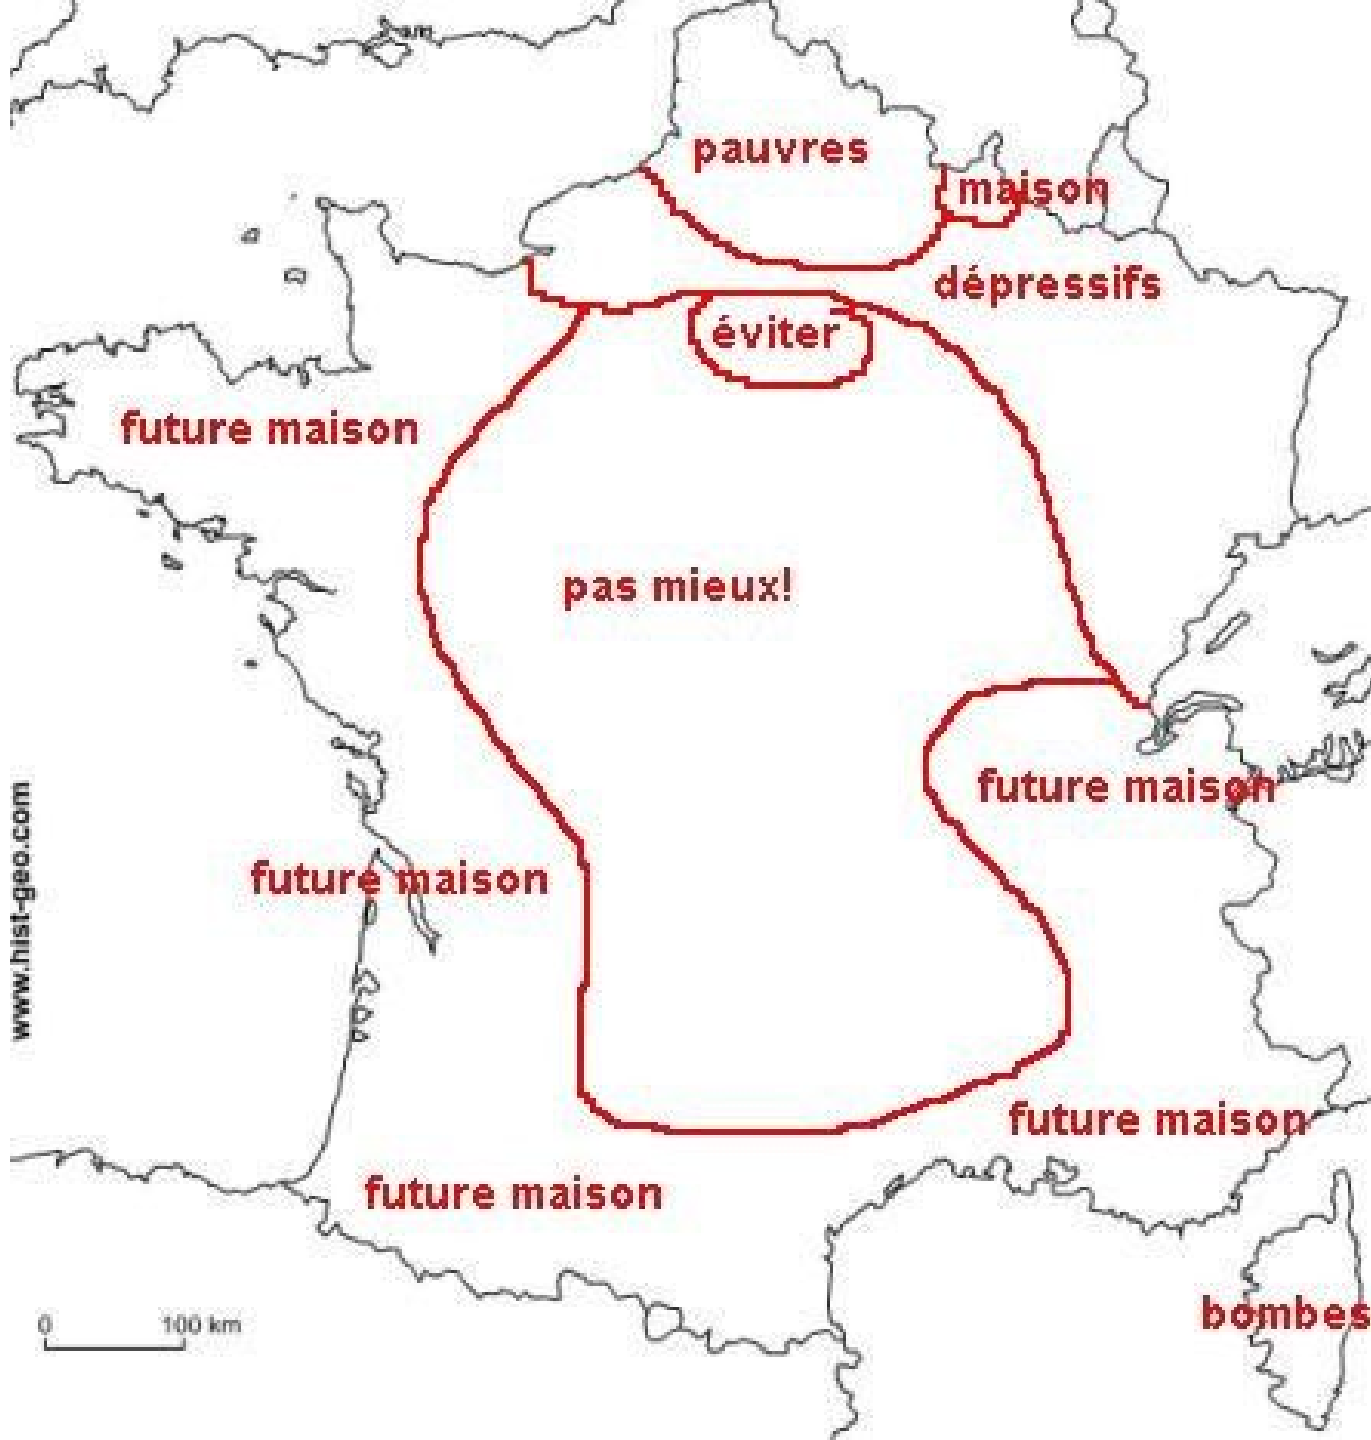 pauvres
maison
dépressifs
éviter
future maison
pas mieux!
future maison
future maison
future maison
future maison
bombes
www.hist-geo.com
0 100 km